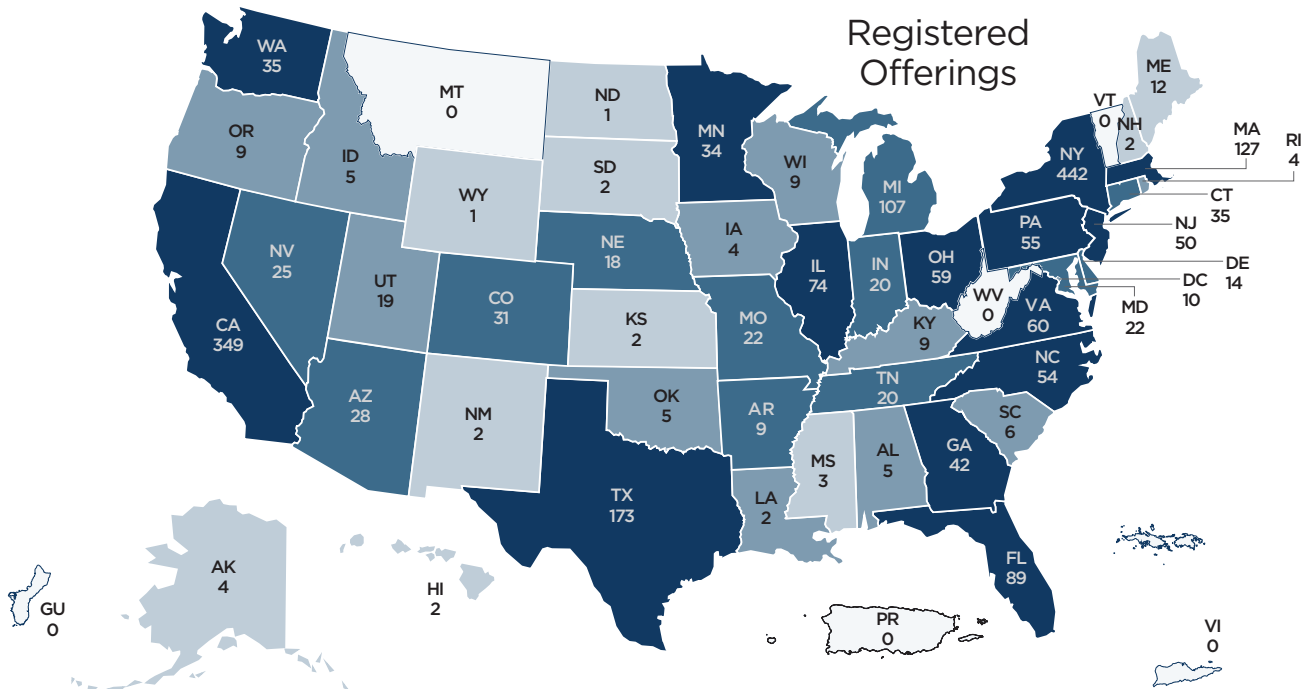 Registered
Offerings
WA
35
OR
9
ID
5
MT
0
ND
1
MN
34
SD
2
WI
9
MI
107
WY
1
NV
25
UT
19
CO
31
NE
18
IA
4
IL
74
IN
20
OH
59
PA
55
NY
442
VT
0
NH
2
ME
12
MA
127
RI
4
CT
35
NJ
50
DE
14
DC
10
MD
22
WV
0
VA
60
CA
349
KS
2
MO
22
KY
9
NC
54
TN
20
SC
6
AZ
28
NM
2
OK
5
AR
9
MS
3
AL
5
GA
42
LA
2
TX
173
FL
89
AK
4
HI
2
GU
0
PR
0
VI
0